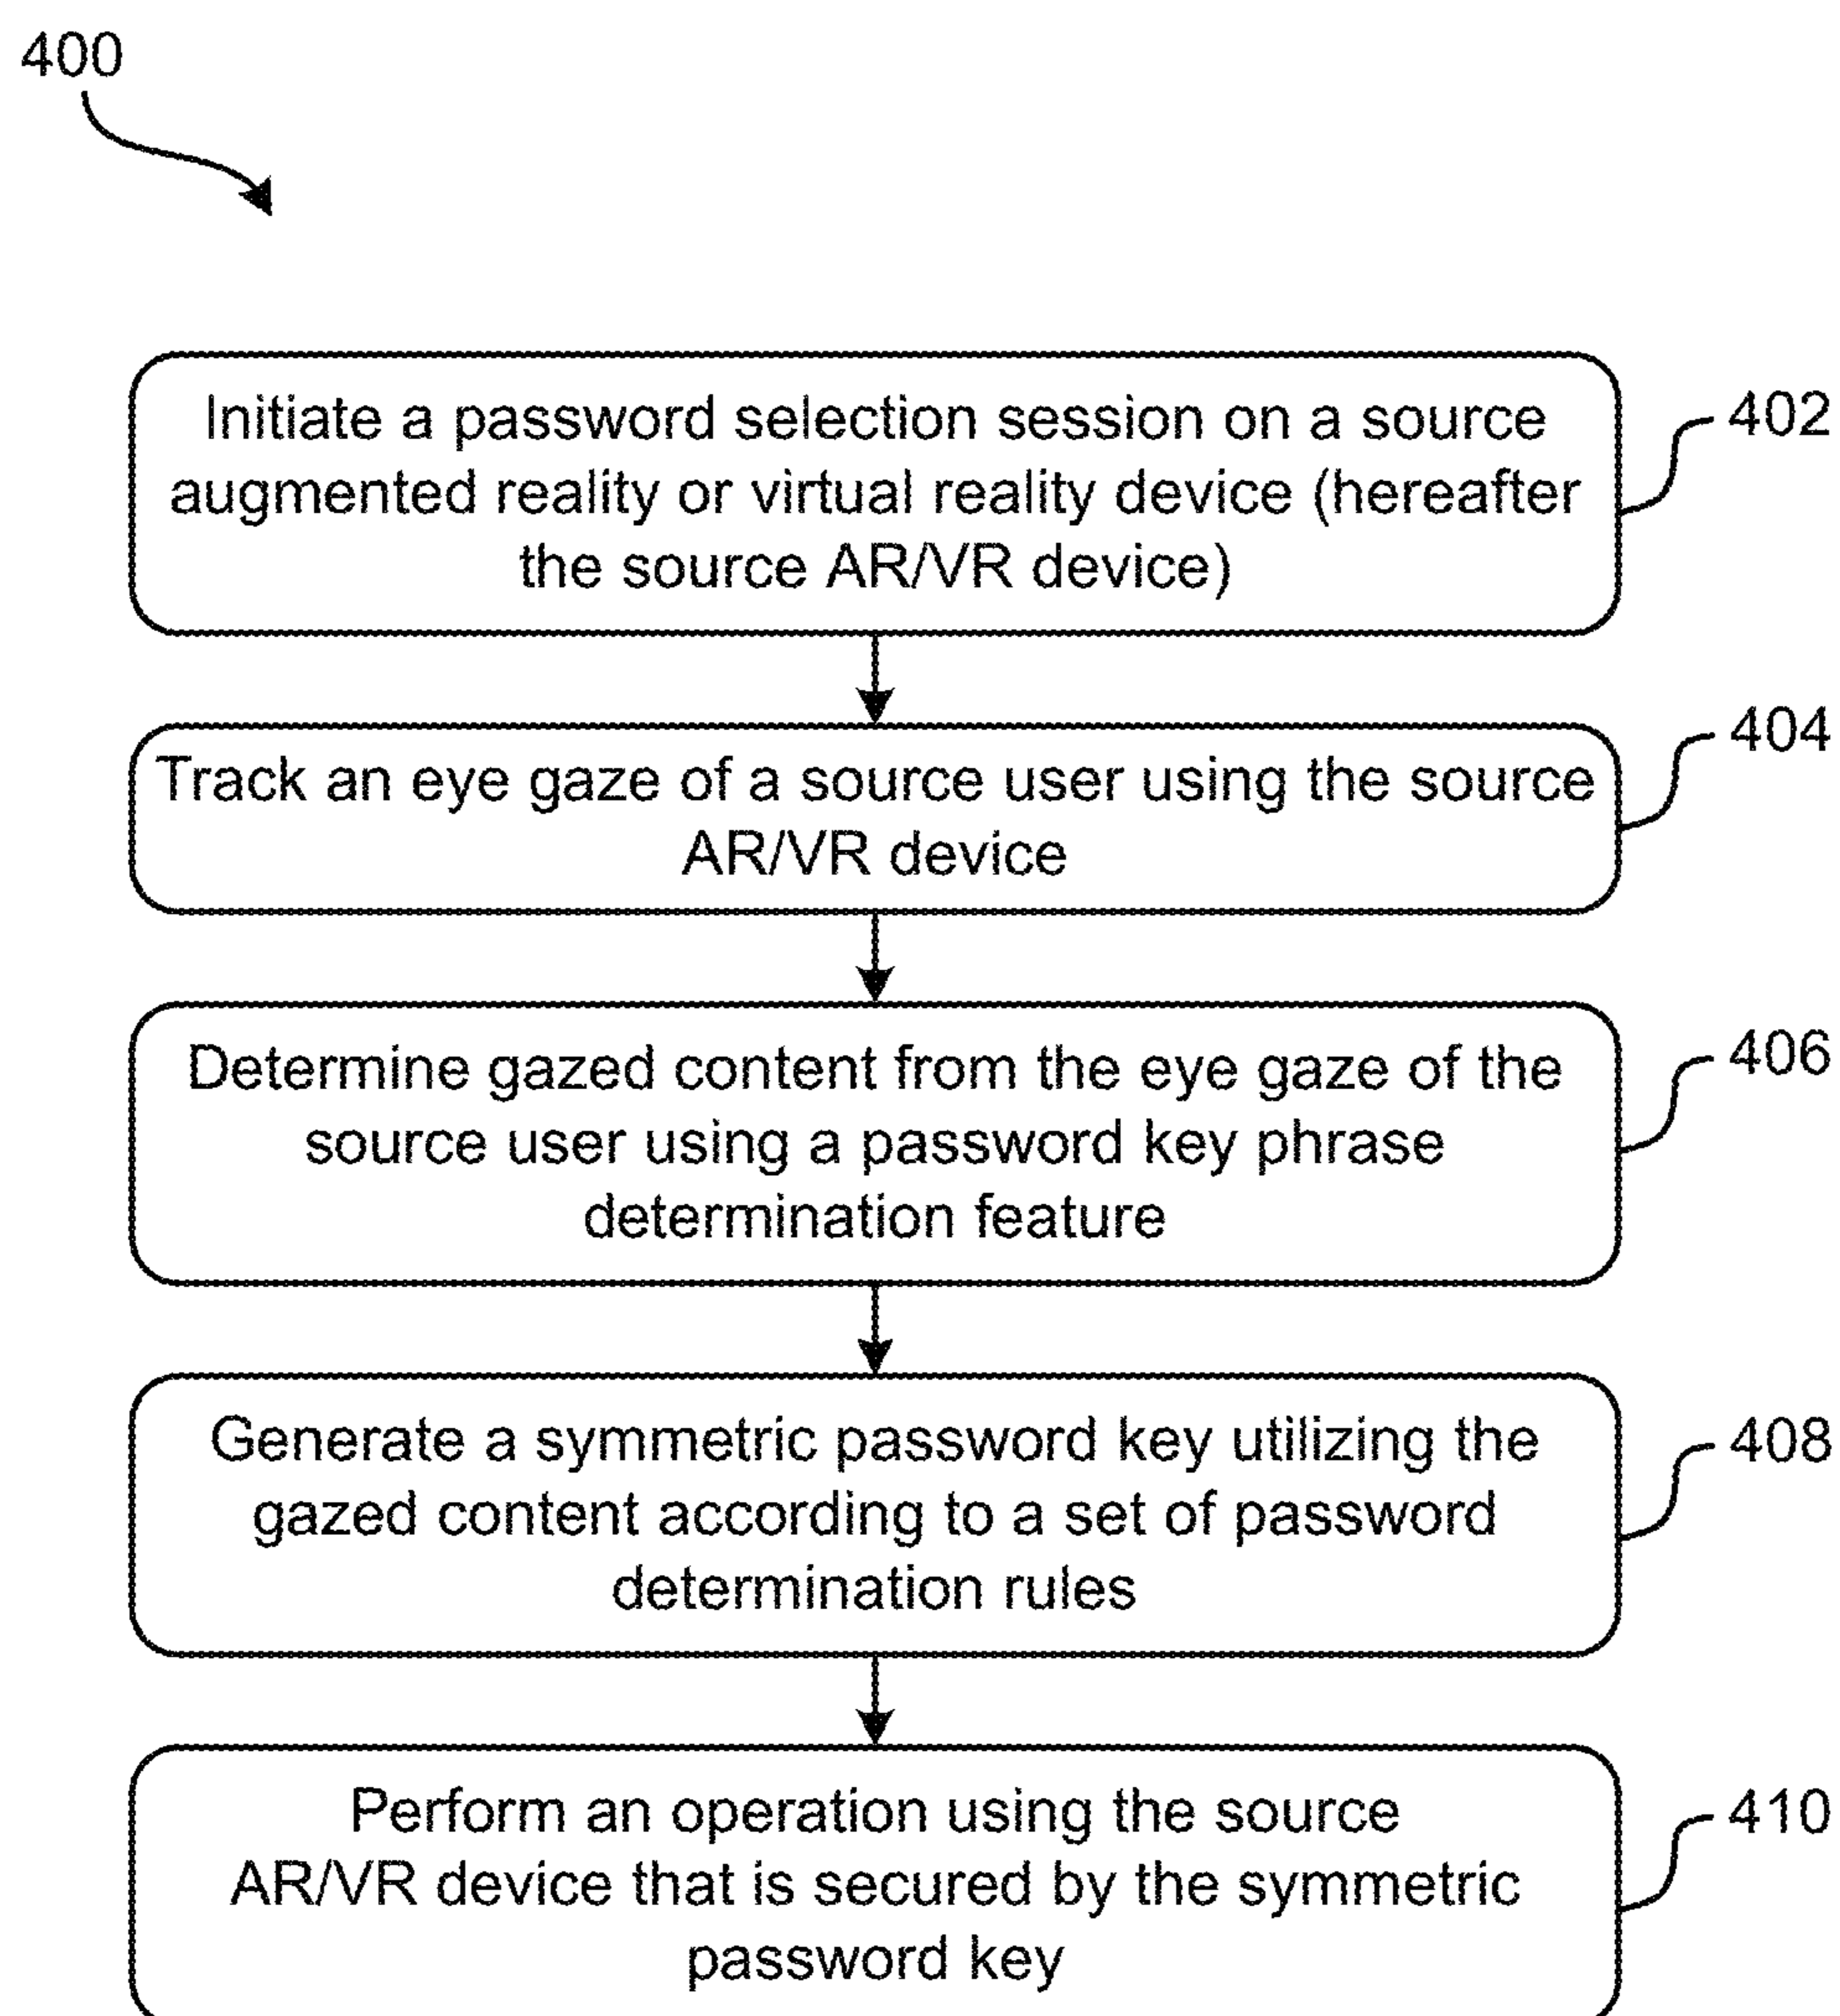 400
Initiate a password selection session on a source
augmented reality or virtual reality device (hereafter
the source AR/VR device)
402
Track an eye gaze of a source user using the source
AR/VR device
404
Determine gazed content from the eye gaze of the
source user using a password key phrase
determination feature
406
Generate a symmetric password key utilizing the
gazed content according to a set of password
determination rules
408
Perform an operation using the source
AR/VR device that is secured by the symmetric
password key
410